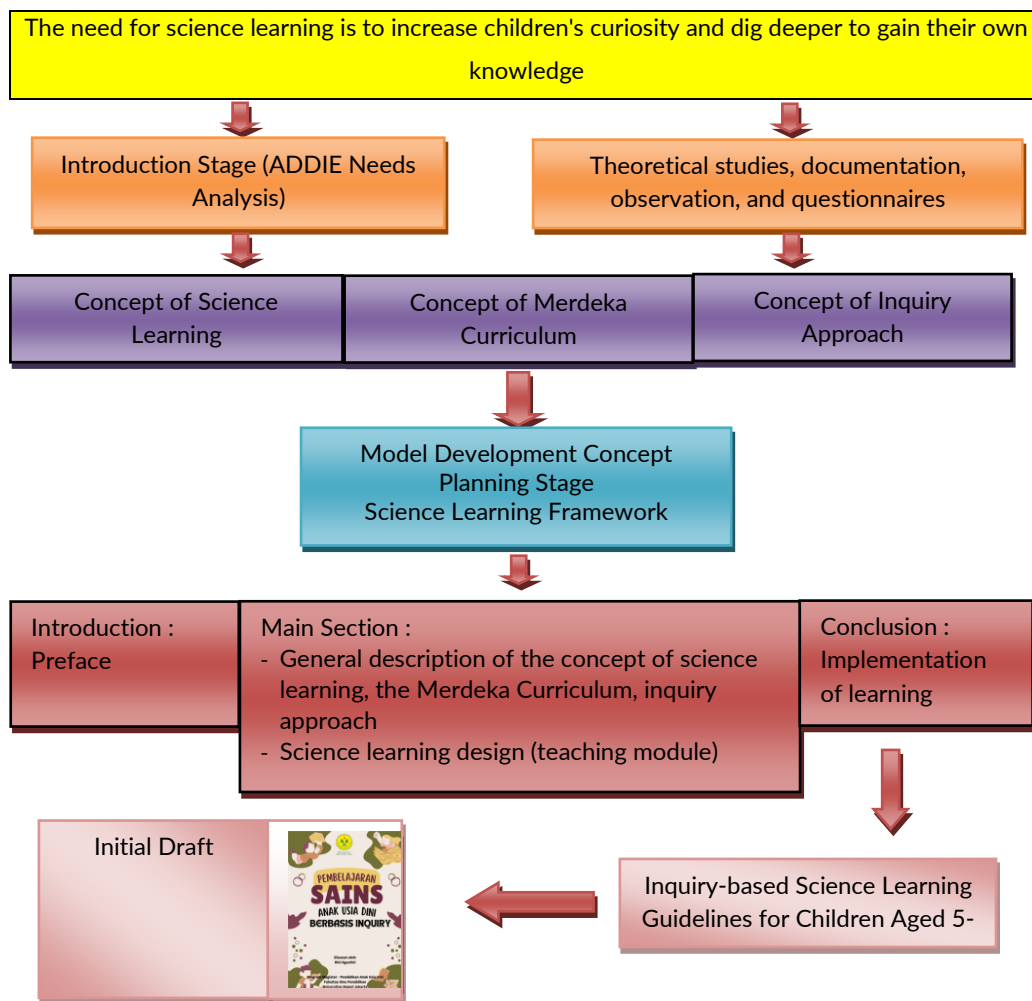 The need for science learning is to increase children's curiosity and dig deeper to gain their own
knowledge
Introduction Stage (ADDIE Needs
Analysis)
Theoretical studies, documentation,
observation, and questionnaires
Concept of Science
Learning
Concept of Merdeka
Curriculum
Concept of Inquiry
Approach
Model Development Concept
Planning Stage
Science Learning Framework
Introduction :
Preface
Main Section :
- General description of the concept of science
learning, the Merdeka Curriculum, inquiry
approach
- Science learning design (teaching module)
Conclusion :
Implementation
of learning
Initial Draft
PEMBELAJARAN
SAINS
ANAK USIA DINI
BERBASIS INQUIRY
Inquiry-based Science Learning
Guidelines for Children Aged 5-